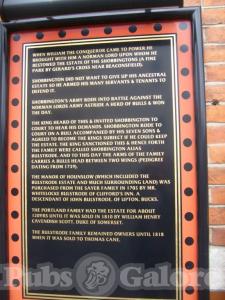 WHEN WILLIAM THE CONQUEROR CAME TO POWER HE
BROUGHT WITH HIM A NORMAN LORD UPON WHOM HE
BESTOWED THE ESTATE OF THE SHOBBINGTONS (A FINE
PARK BY GERARD'S CROSS NEAR BEACONSFIELD).
SHOBBINGTON DID NOT WANT TO GIVE UP HIS ANCESTRAL
ESTATE SO HE ARMED HIS MANY SERVANTS & TENANTS TO
DEFEND IT.
SHOBBINGTON'S ARMY RODE INTO BATTLE AGAINST THE
NORMAN LORDS ARMY ASTRIDE A HERD OF BULLS & WON
THE DAY.
THE KING HEARD OF THIS & INVITED SHOBBINGTON TO
COURT TO HEAR HIS DEMANDS. SHOBBINGTON RODE TO
COURT ON A BULL ACCOMPANIED BY HIS SEVEN SONS &
AGREED TO BECOME THE KINGS SUBJECT IF HE COULD KEEP
THE ESTATE. THE KING SANCTIONED THIS & HENCE FORTH
THE FAMILY WERE CALLED SHOBBINGTON ALIAS
BULSTRODE. AND TO THIS DAY THE ARMS OF THE FAMILY
CARRIES A BULLS HEAD BETWEEN TWO WINGS (PEDIGREE
DATING FROM
THE MANOR OF HOUNSLOW (WHICH INCLUDED THE
BULSTRODE ESTATE AND MUCH SURROUNDING LAND) WAS
PURCHASED FROM THE SAYER FAMILY IN 1705 BY MR.
WHITELOCKE BULSTRODE OF CLIFFORD'S INN. A
DESCENDANT OF JOHN BULSTRODE OF UPTON, BUCKS.
THE PORTLAND FAMILY HAD THE ESTATE FOR ABOUT
120YRS UNTIL IT WAS SOLD IN 1810 BY WILLIAM HENRY
CAVENDISH SCOTT, DUKE OF SOMERSET.
THE BULSTRODE FAMILY REMAINED OWNERS UNTIL 1818
WHEN IT WAS SOLD TO THOMAS CANE.